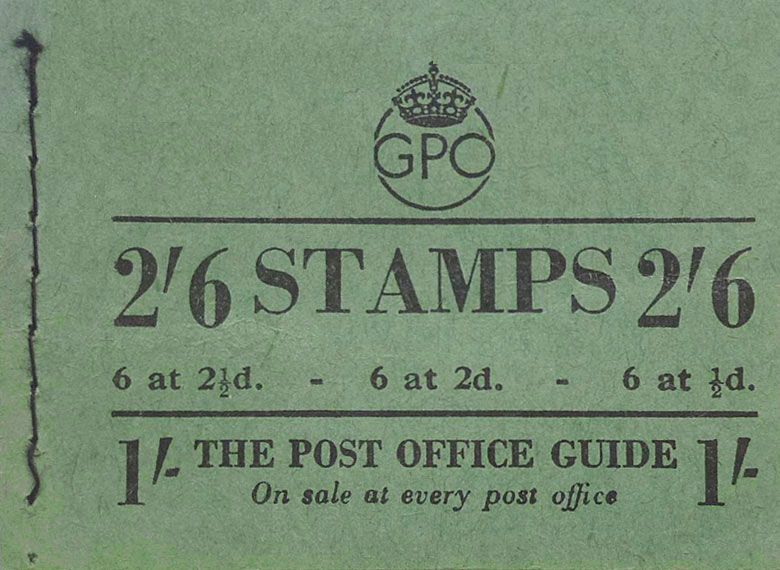 GPO
2'6 STAMPS 2'6
6 at 2½d. - 6 at 2d. - 6 at ½d.
1/- THE POST OFFICE GUIDE 1/-
On sale at every post office